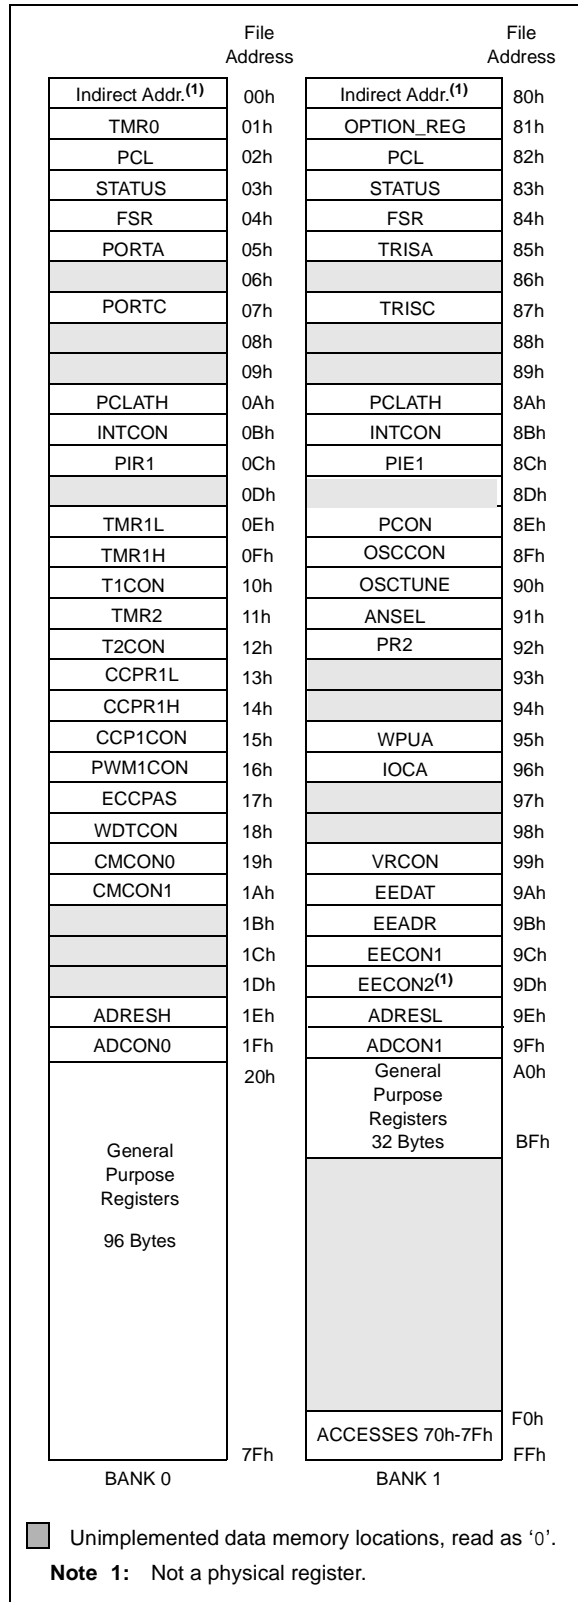 File Address File Address
Indirect Addr.(1) 00h Indirect Addr.(1) 80h
TMR0 01h OPTION_REG 81h
PCL 02h PCL 82h
STATUS 03h STATUS 83h
FSR 04h FSR 84h
PORTA 05h TRISA 85h
06h 86h
PORTC 07h TRISC 87h
08h 88h
09h 89h
PCLATH 0Ah PCLATH 8Ah
INTCON 0Bh INTCON 8Bh
PIR1 0Ch PIE1 8Ch
0Dh 8Dh
TMR1L 0Eh PCON 8Eh
TMR1H 0Fh OSCCON 8Fh
T1CON 10h OSCTUNE 90h
TMR2 11h ANSEL 91h
T2CON 12h PR2 92h
CCPR1L 13h 93h
CCPR1H 14h 94h
CCP1CON 15h WPUA 95h
PWM1CON 16h IOCA 96h
ECCPAS 17h 97h
WDTCON 18h 98h
CMCON0 19h VRCON 99h
CMCON1 1Ah EEDAT 9Ah
1Bh EEADR 9Bh
1Ch EECON1 9Ch
1Dh EECON2(1) 9Dh
ADRESH 1Eh ADRESL 9Eh
ADCON0 1Fh ADCON1 9Fh
20h General A0h
Purpose
Registers
32 Bytes BFh
General
Purpose
Registers
96 Bytes
F0h
ACCESSES 70h-7Fh
7Fh FFh
BANK 0 BANK 1
Unimplemented data memory locations, read as ‘0’.
Note 1: Not a physical register.